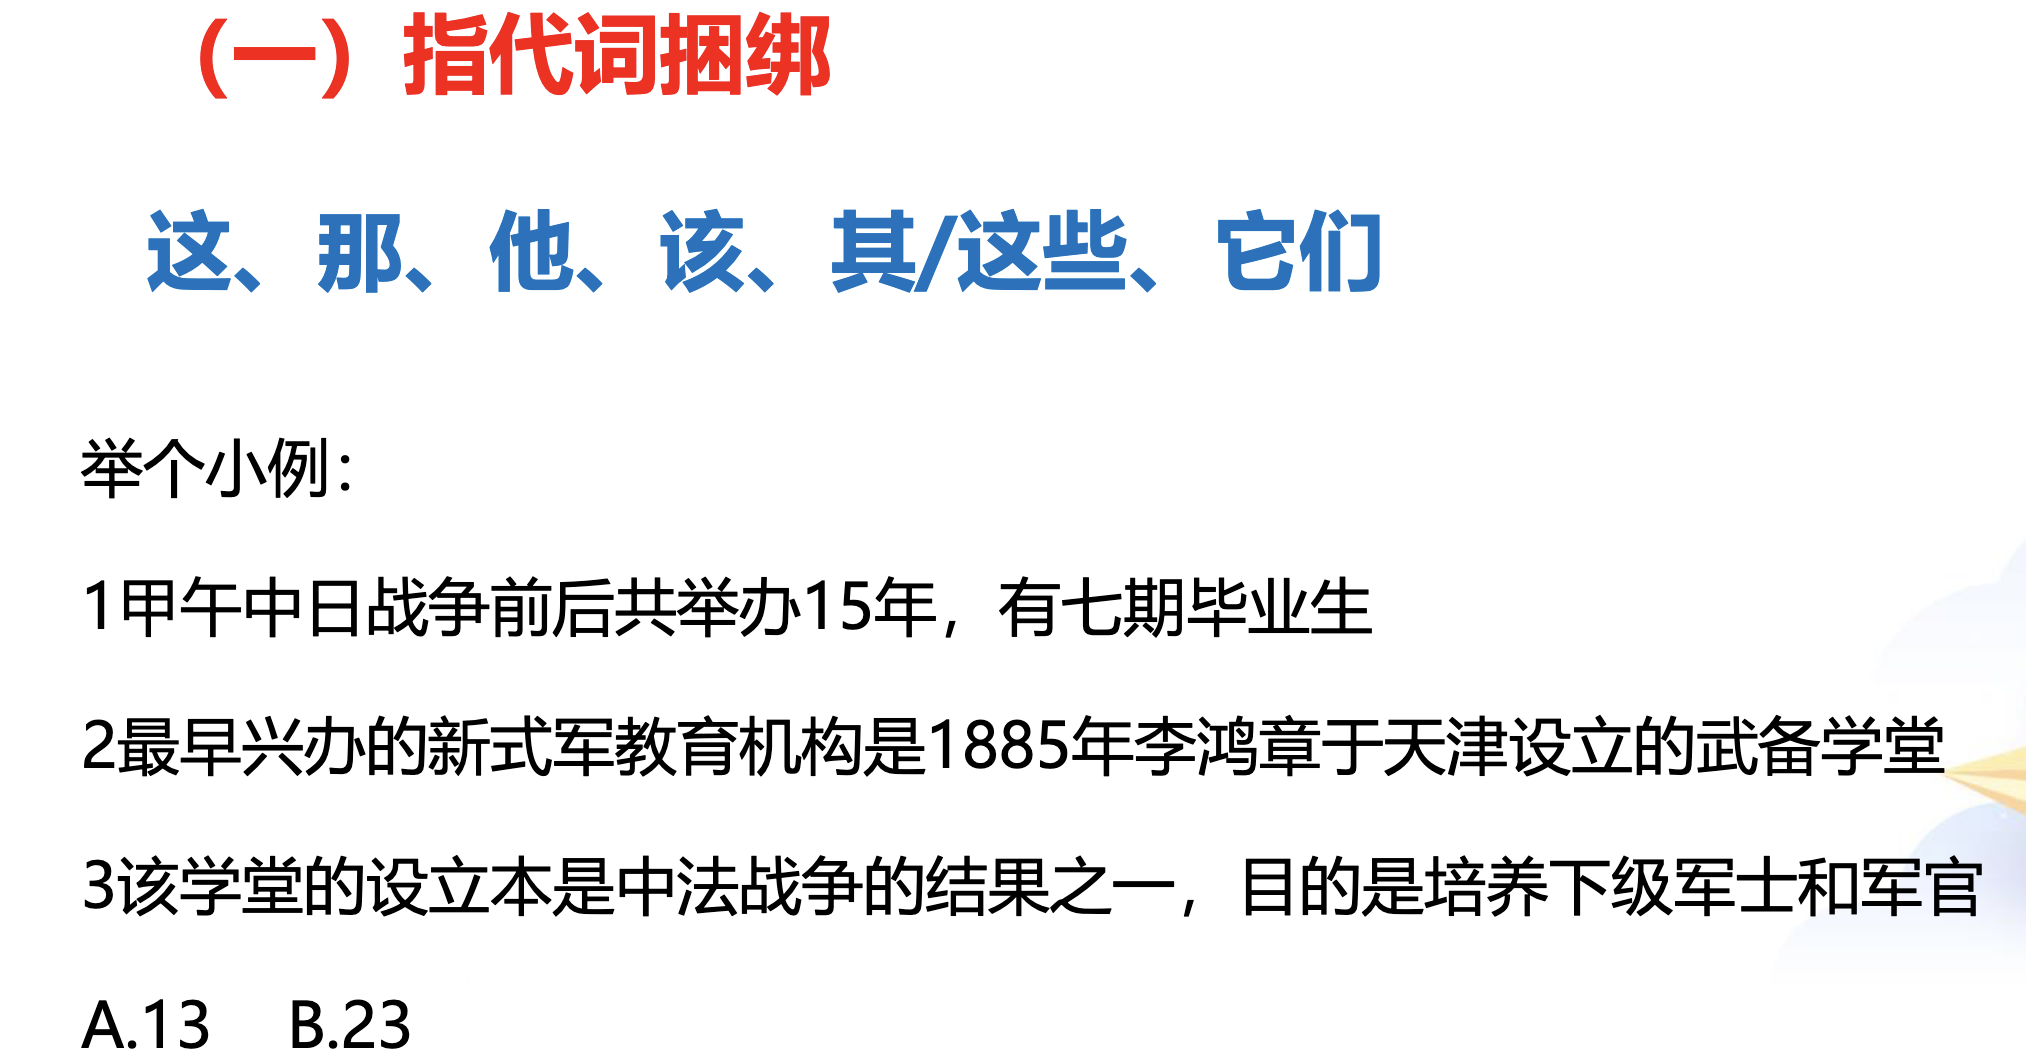 （一）指代词捆绑
这、那、他、该、其/这些、它们
举个小例：
1甲午中日战争前后共举办15年，有七期毕业生
2最早兴办的新式军教育机构是1885年李鸿章于天津设立的武备学堂
3该学堂的设立本是中法战争的结果之一，目的是培养下级军士和军官
A.13 B.23